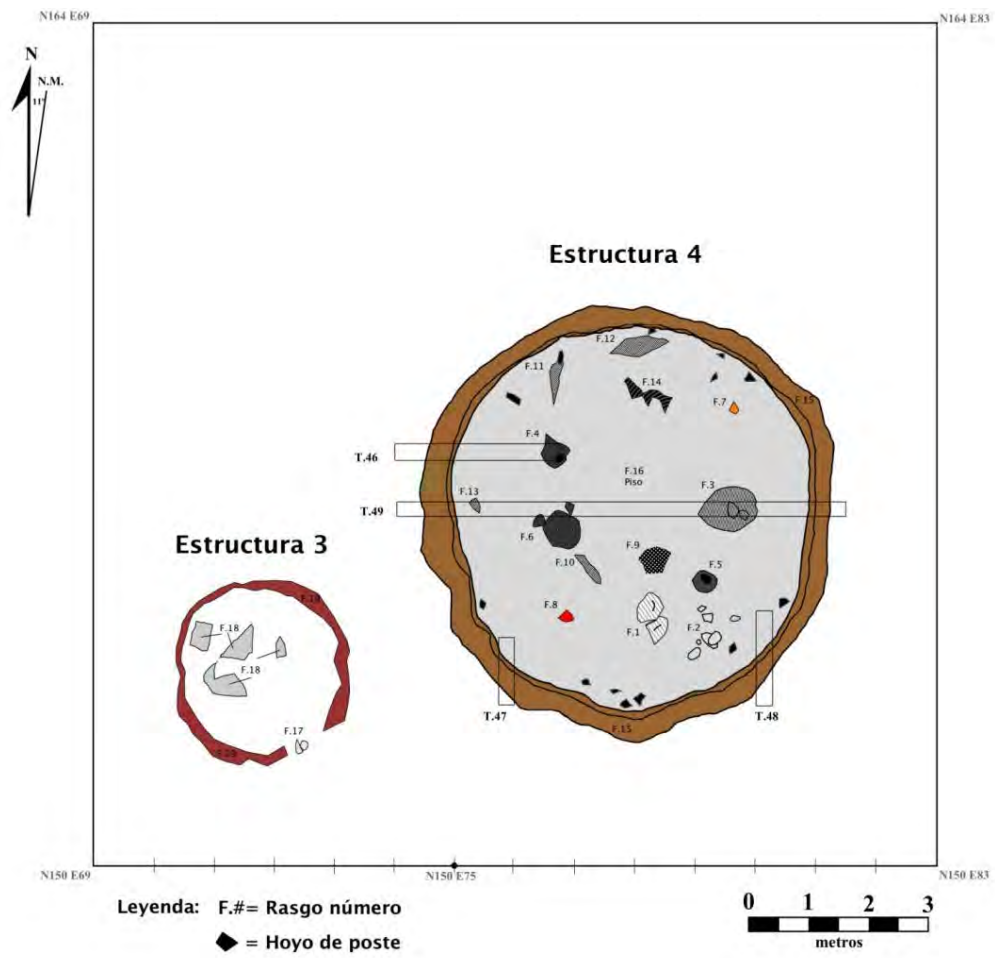 N164 E69
N164 E83
N
N.M.
11°
Estructura 4
F.12
F.11
F.14
F.7
F.15
F.4
T.46
F.16
Piso
F.3
F.13
T.49
F.6
F.9
F.10
F.5
Estructura 3
F.19
F.8
F.1
F.2
F.18
F.18
T.47
T.48
F.15
F.17
F.19
N150 E69
N150 E75
N150 E83
Leyenda: F.#= Rasgo número
= Hoyo de poste
0 1 2 3
metros